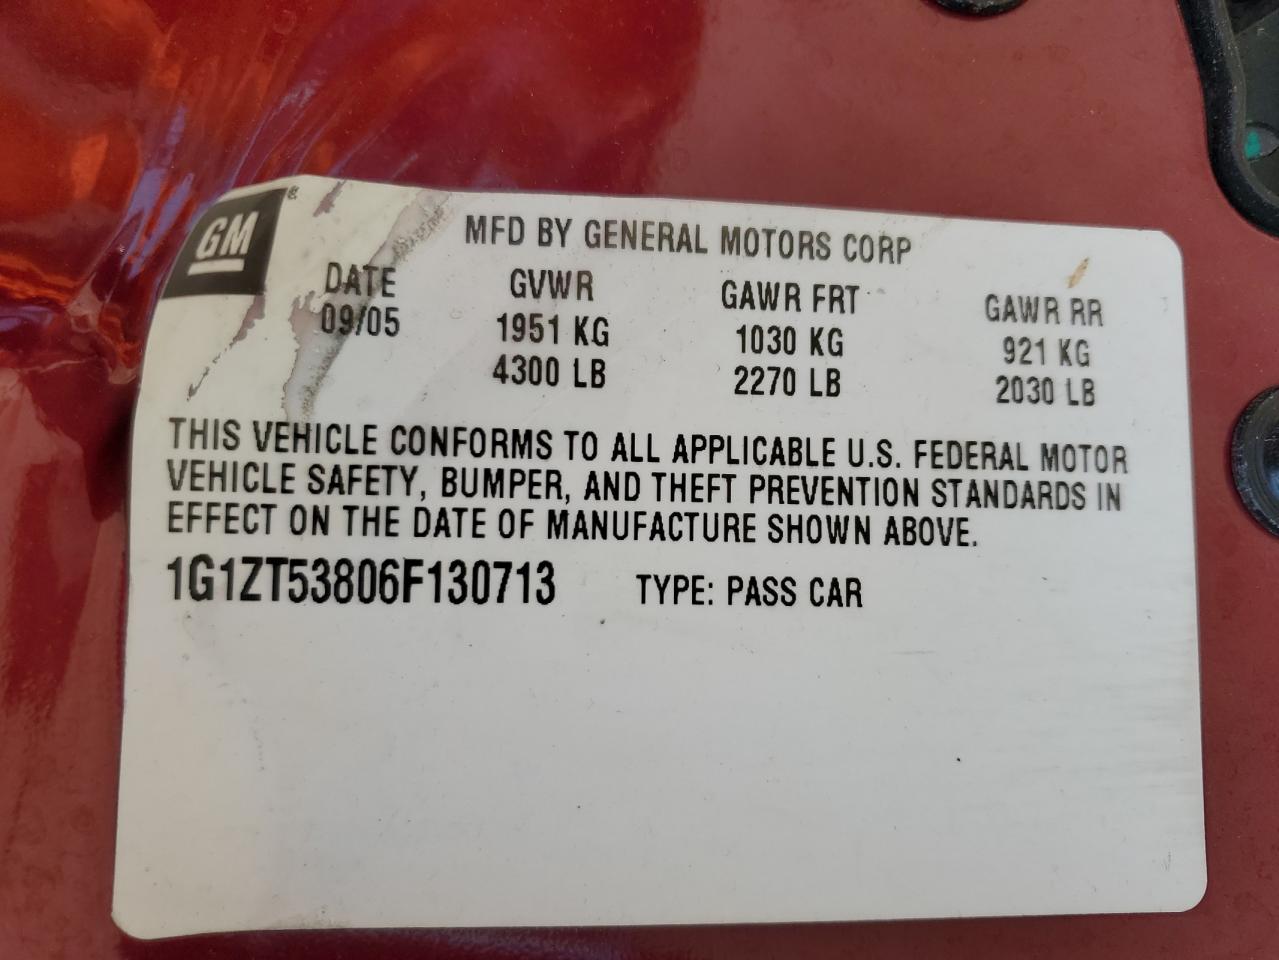 GM
MFD BY GENERAL MOTORS CORP
DATE GVWR GAWR FRT GAWR RR
09/05 1951 KG 1030 KG 921 KG
4300 LB 2270 LB 2030 LB
THIS VEHICLE CONFORMS TO ALL APPLICABLE U.S. FEDERAL MOTOR
VEHICLE SAFETY, BUMPER, AND THEFT PREVENTION STANDARDS IN
EFFECT ON THE DATE OF MANUFACTURE SHOWN ABOVE.
1G1ZT53806F130713 TYPE: PASS CAR